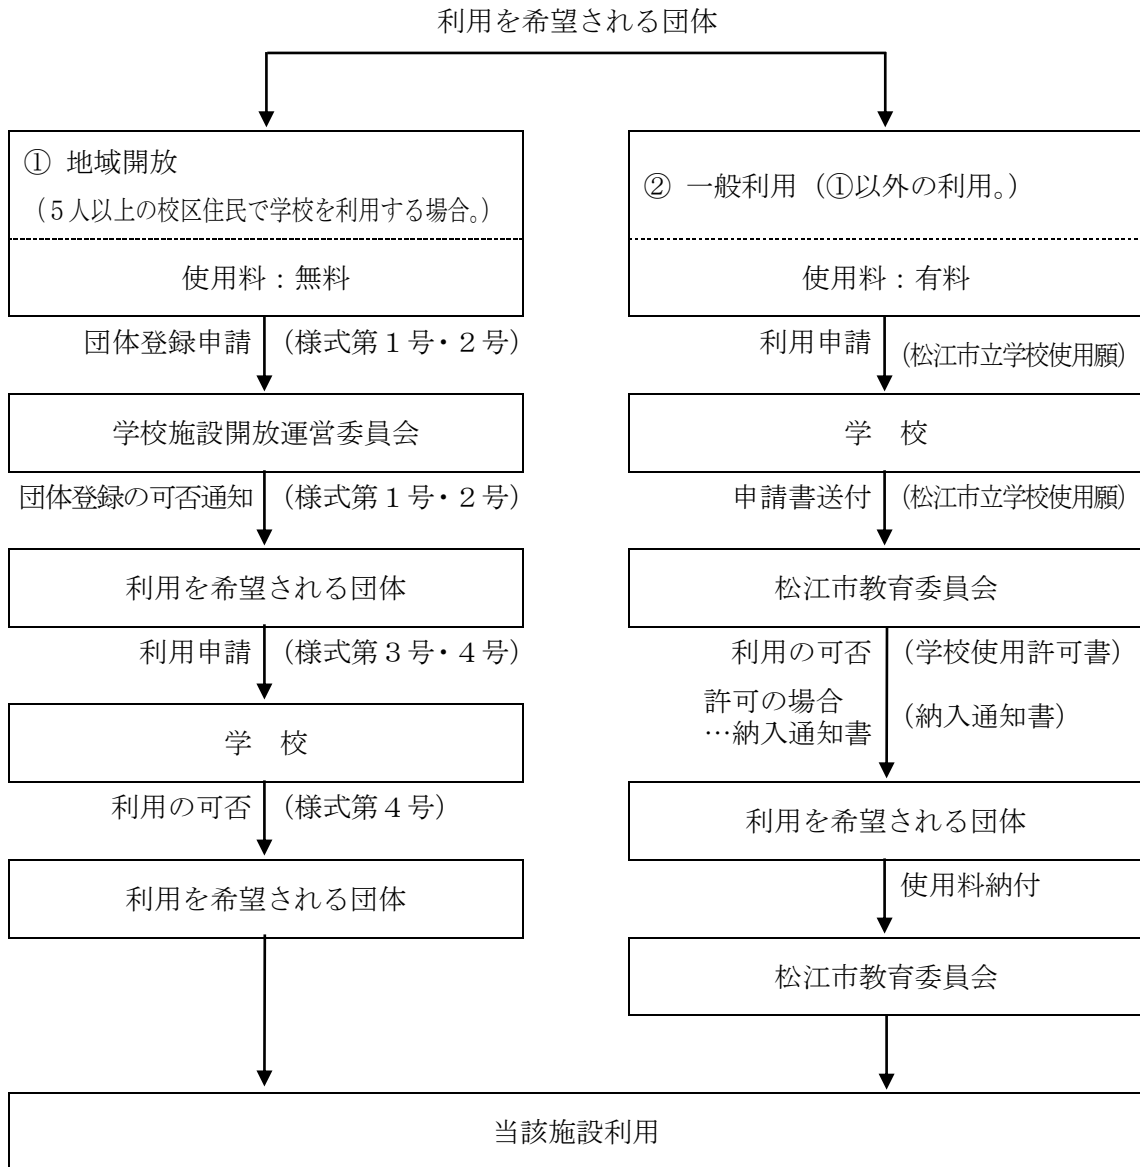 利用を希望される団体
① 地域開放
（５人以上の校区住民で学校を利用する場合。）
使用料：無料
団体登録申請 （様式第１号・２号）
学校施設開放運営委員会
団体登録の可否通知 （様式第１号・２号）
利用を希望される団体
利用申請 （様式第３号・４号）
学 校
利用の可否 （様式第４号）
利用を希望される団体
② 一般利用（①以外の利用。）
使用料：有料
利用申請 （松江市立学校使用願）
学 校
申請書送付 （松江市立学校使用願）
松江市教育委員会
利用の可否 （学校使用許可書）
許可の場合
…納入通知書 （納入通知書）
利用を希望される団体
使用料納付
松江市教育委員会
当該施設利用